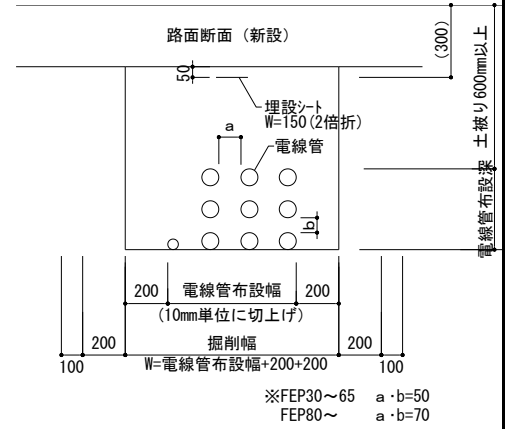 路面断面（新設）
(300)
50
埋設ｼｰﾄ
W=150(2倍折)
a
電線管
b
土被り600mm以上
電線管布設深
200 電線管布設幅 200
(10mm単位に切上げ)
200 掘削幅 200
100 W=電線管布設幅+200+200 100
※FEP30～65 a･b=50
FEP80～ a･b=70